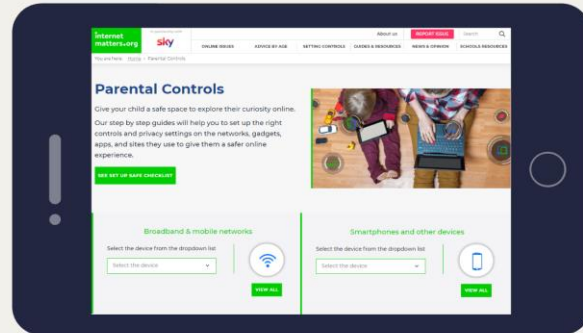 internet
matters.org
sky
About us
REPORT ISSUE
Search
ONLINE ISSUES
ADVICE BY AGE
SETTING CONTROLS
GUIDES & RESOURCES
NEWS & OPINION
SCHOOLS RESOURCES
You are here: Home / Parental Controls
Parental Controls
Give your child a safe space to explore their curiosity online.
Our step by step guides will help you to set up the right
controls and privacy settings on the networks, gadgets,
apps, and sites they use to give them a safer online
experience.
SEE SET UP SAFE CHECKLIST
Broadband & mobile networks
Select the device from the dropdown list
Select the device
VIEW ALL
Smartphones and other devices
Select the device from the dropdown list
Select the device
VIEW ALL